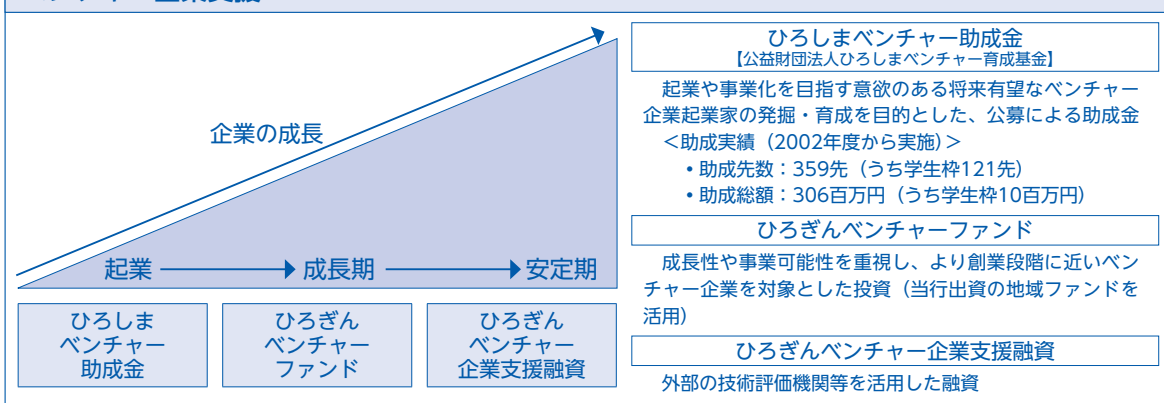 企業の成長
起業
成長期
安定期
ひろしま
ベンチャー
助成金
ひろぎん
ベンチャー
ファンド
ひろぎん
ベンチャー
企業支援融資
ひろしまベンチャー助成金
【公益財団法人ひろしまベンチャー育成基金】
起業や事業化を目指す意欲のある将来有望なベンチャー
企業起業家の発掘・育成を目的とした、公募による助成金
＜助成実績（2002年度から実施）＞
•助成先数：359先（うち学生枠121先）
•助成総額：306百万円（うち学生枠10百万円）
ひろぎんベンチャーファンド
成長性や事業可能性を重視し、より創業段階に近いベン
チャー企業を対象とした投資（当行出資の地域ファンドを
活用）
ひろぎんベンチャー企業支援融資
外部の技術評価機関等を活用した融資